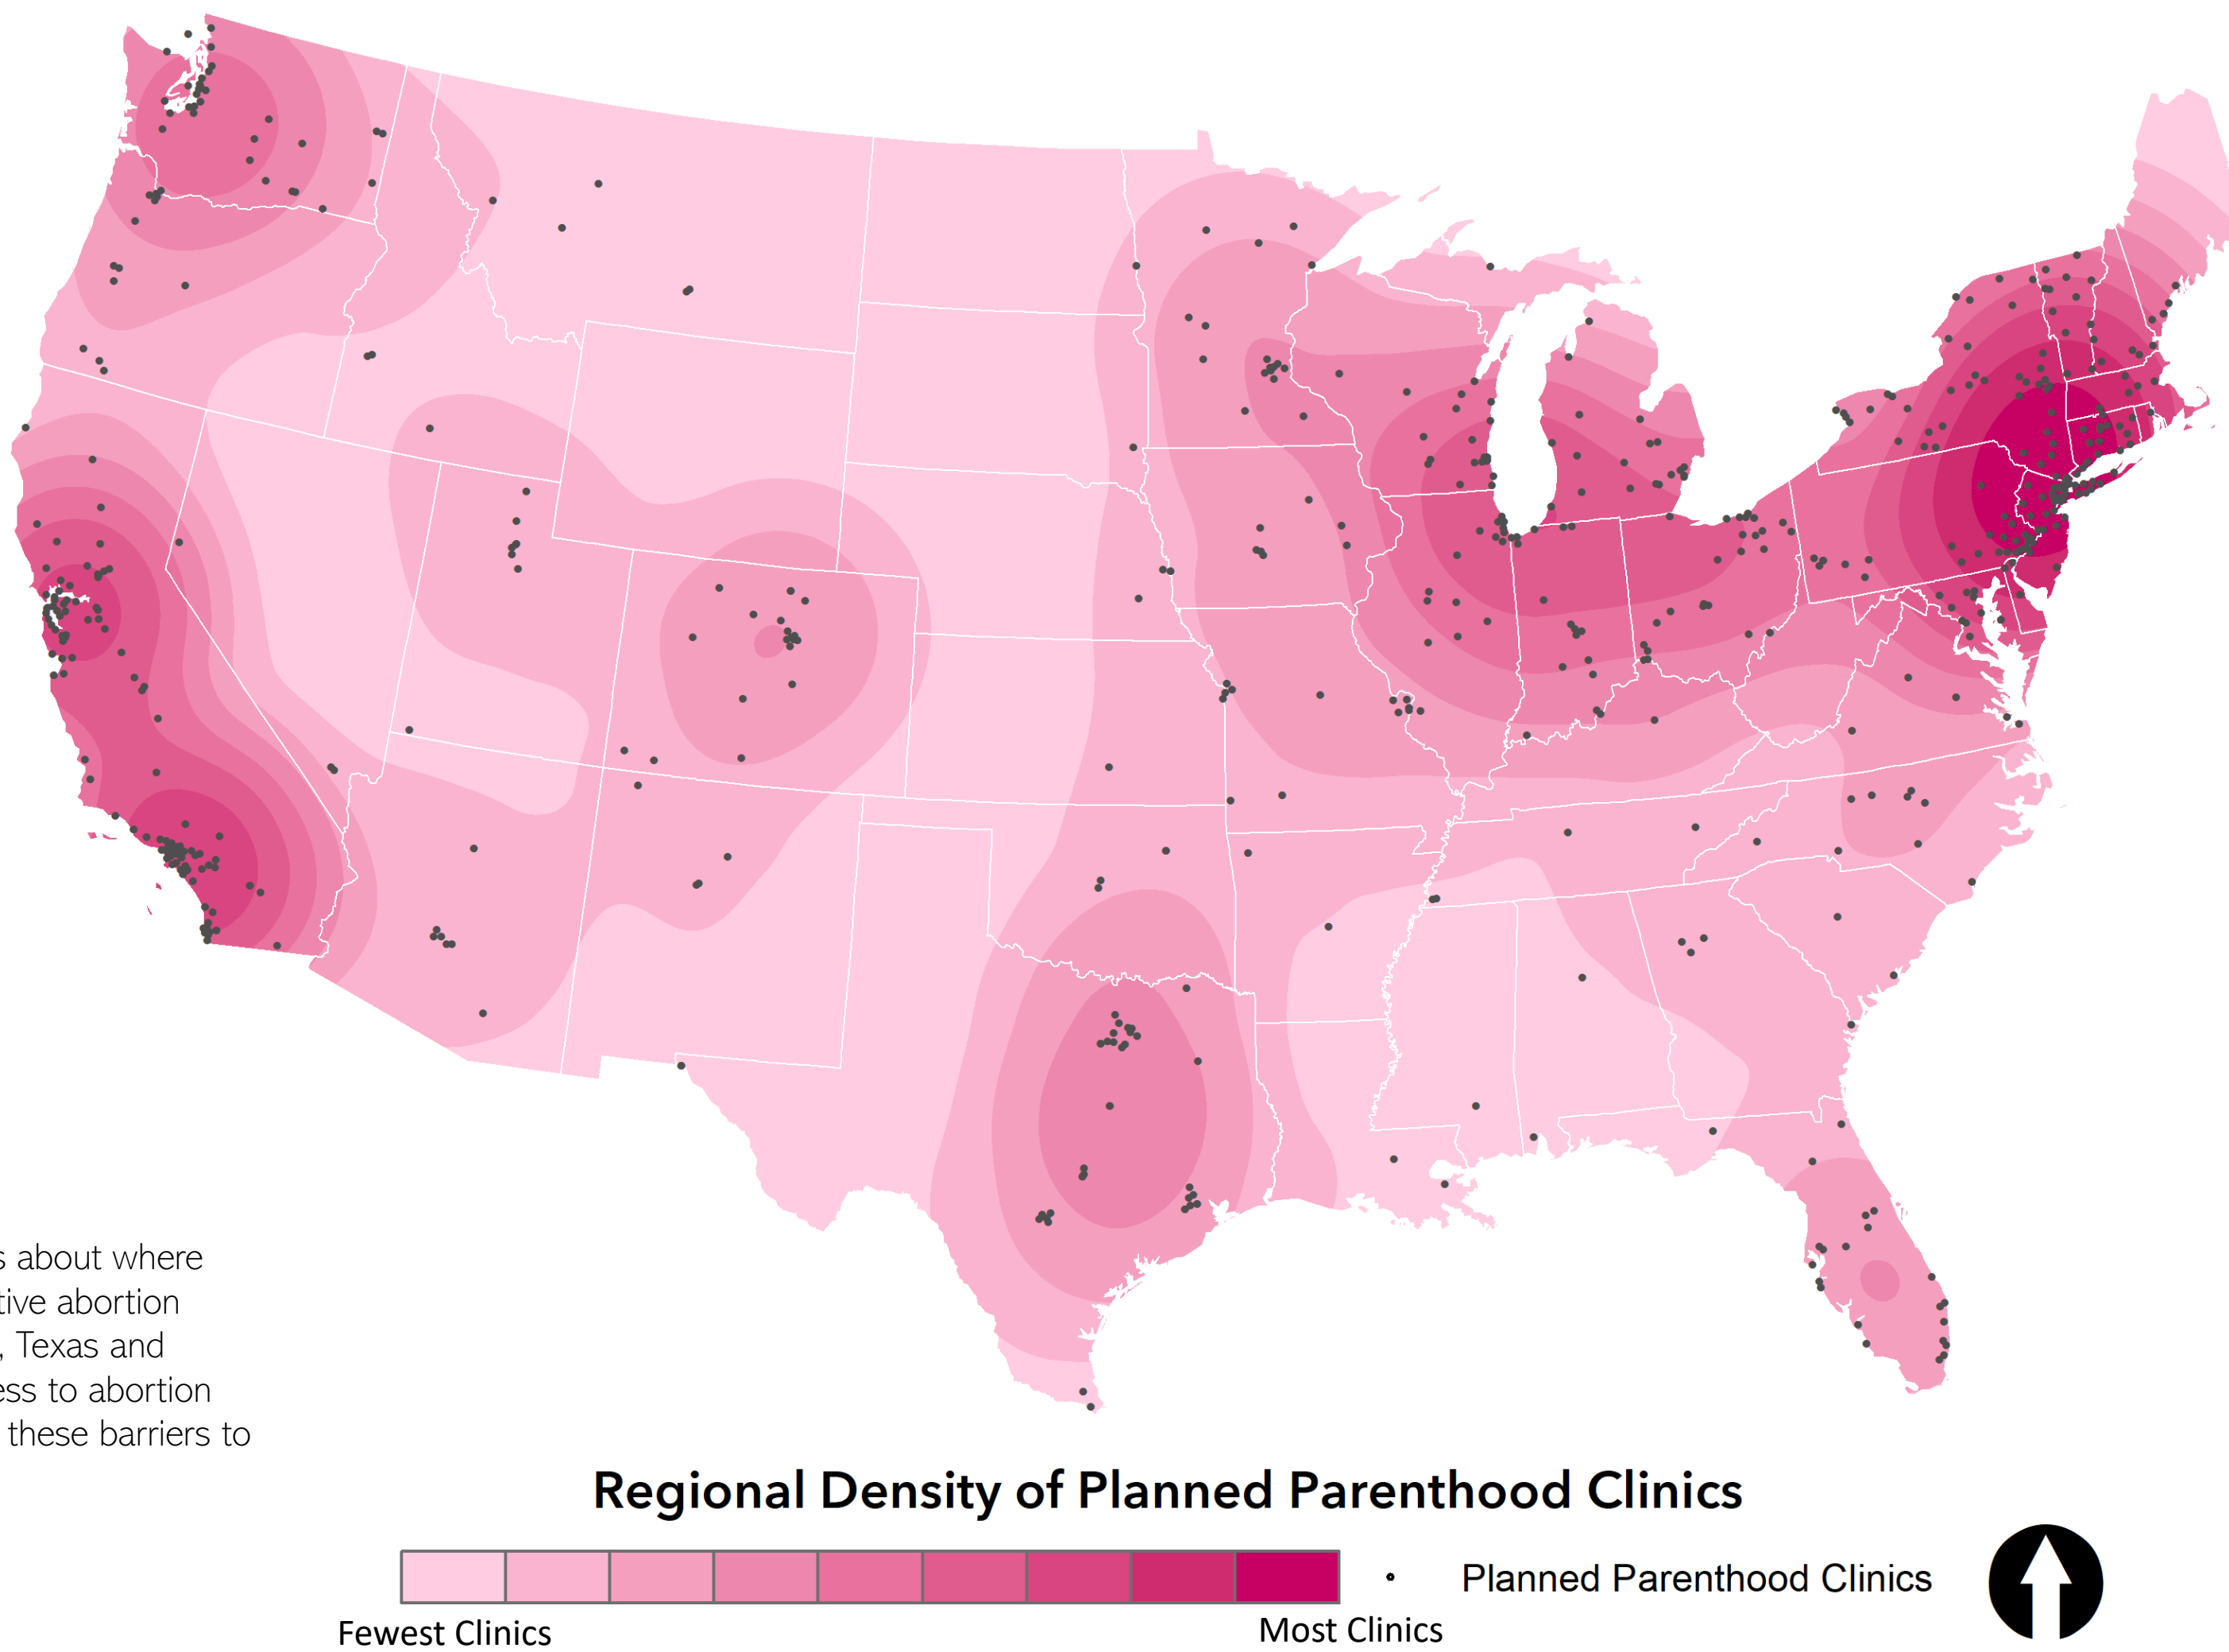 s about where
tive abortion
, Texas and
ess to abortion
these barriers to
Regional Density of Planned Parenthood Clinics
Planned Parenthood Clinics
Fewest Clinics
Most Clinics